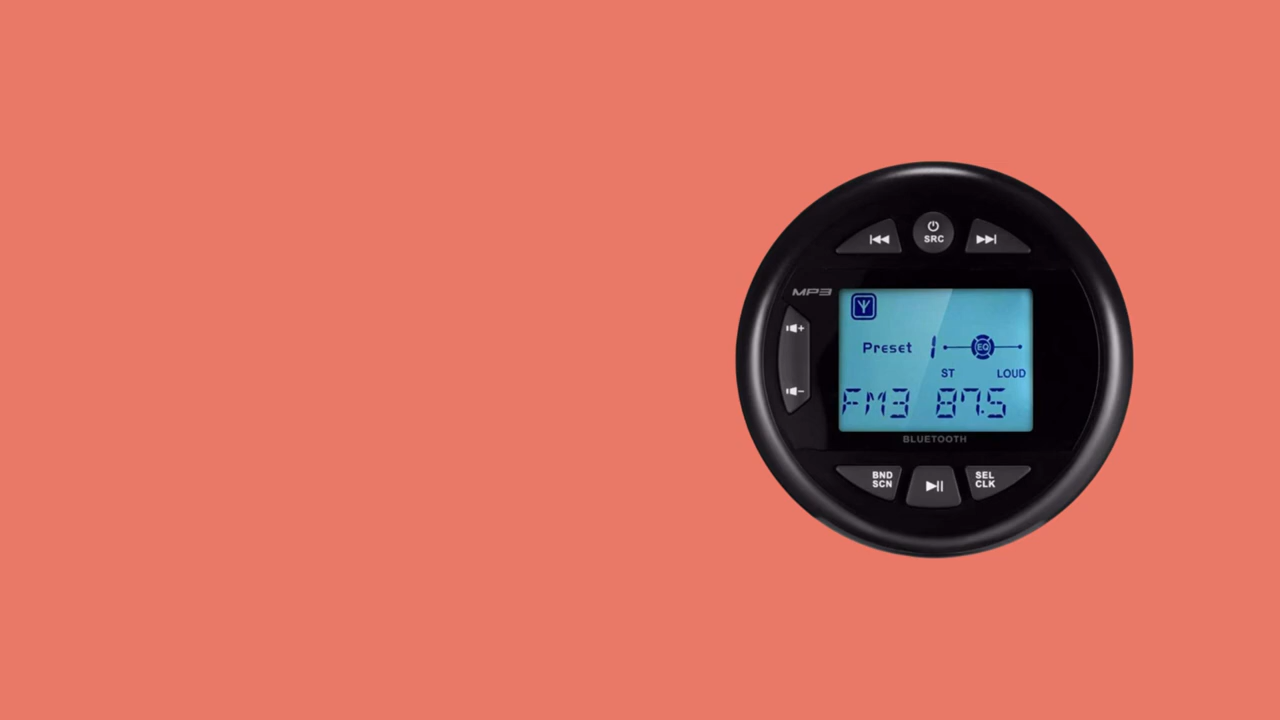 SRC
MP3
Preset 1 EQ
ST LOUD
FM3 87.5
BLUETOOTH
BND
SCN
SEL
CLK